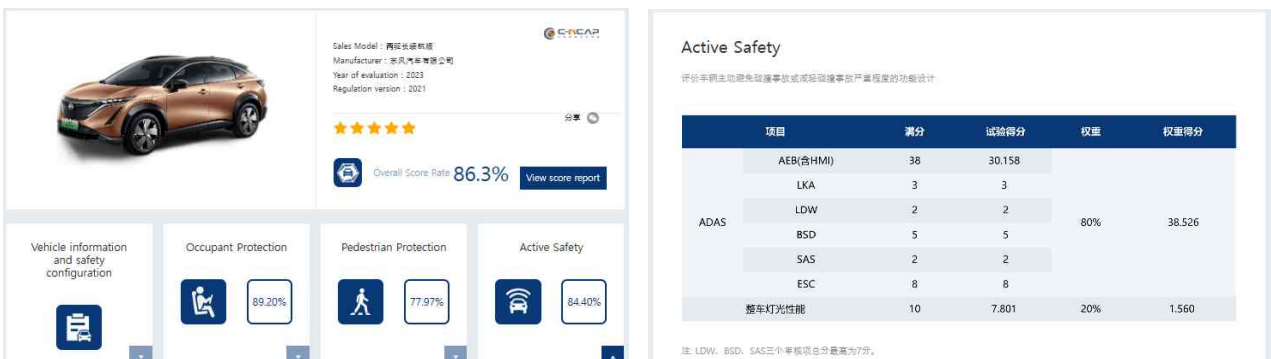 C-NCAP
Sales Model : 两驱长续航版
Manufacturer : 东风汽车有限公司
Year of evaluation : 2023
Regulation version : 2021
分享
Overall Score Rate 86.3% View score report
Vehicle information and safety configuration
Occupant Protection
89.20%
Pedestrian Protection
77.97%
Active Safety
84.40%
Active Safety
评价车辆主动避免碰撞事故或减轻碰撞事故严重程度的功能设计
项目 满分 试验得分 权重 权重得分
ADAS
AEB(含HMI) 38 30.158
LKA 3 3
LDW 2 2
BSD 5 5
SAS 2 2
ESC 8 8
80% 38.526
整车灯光性能 10 7.801 20% 1.560
注: LDW、BSD、SAS三个审核项总分最高为7分。